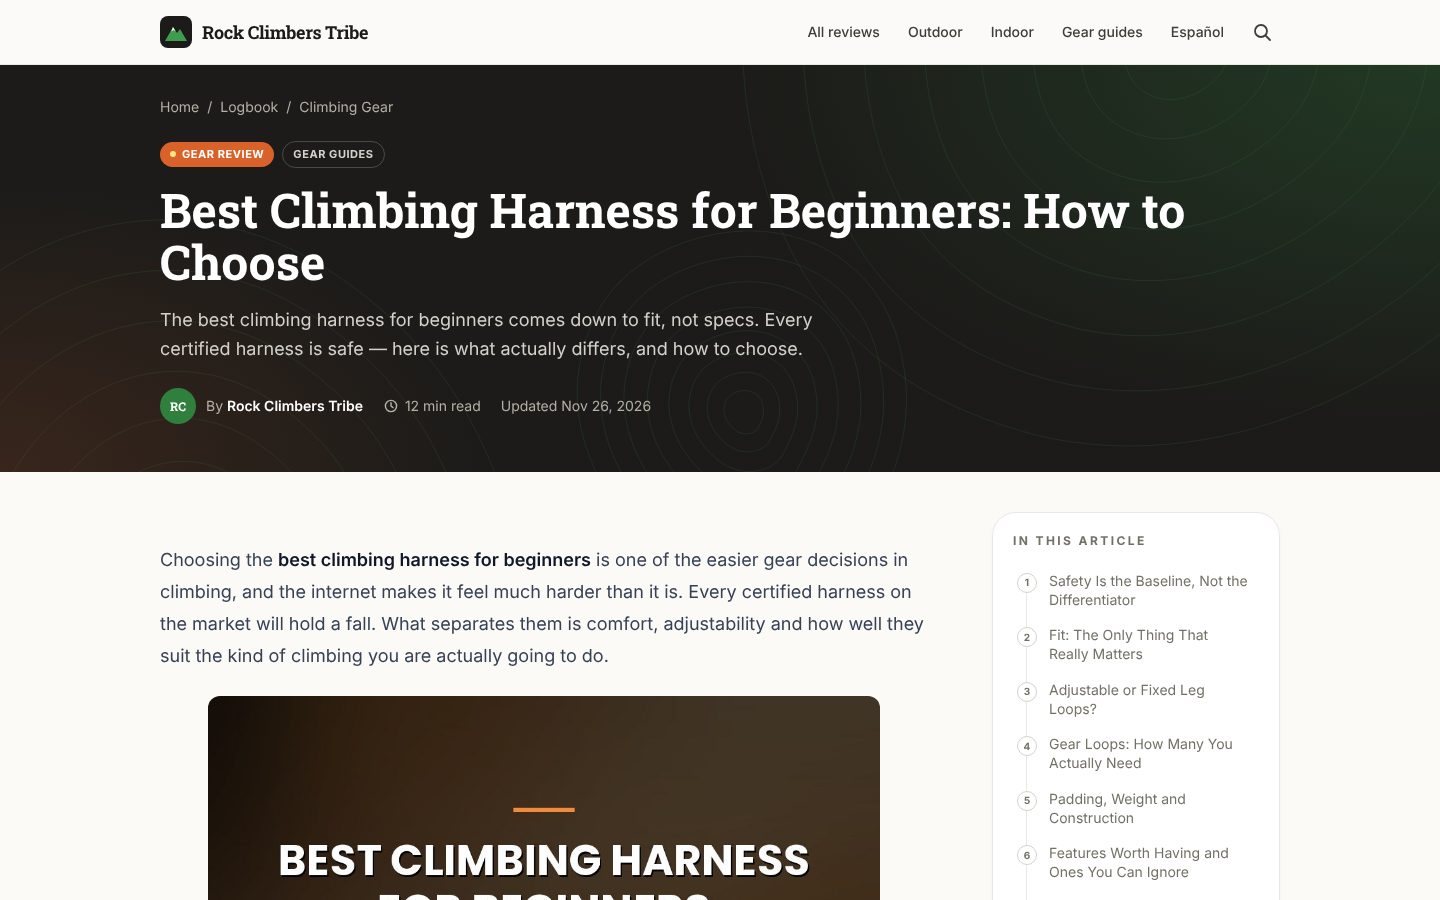 Rock Climbers Tribe
All reviews
Outdoor
Indoor
Gear guides
Español
Home / Logbook / Climbing Gear
GEAR REVIEW
GEAR GUIDES
Best Climbing Harness for Beginners: How to
Choose
The best climbing harness for beginners comes down to fit, not specs. Every
certified harness is safe — here is what actually differs, and how to choose.
RC
By Rock Climbers Tribe
12 min read
Updated Nov 26, 2026
Choosing the best climbing harness for beginners is one of the easier gear decisions in
climbing, and the internet makes it feel much harder than it is. Every certified harness on
the market will hold a fall. What separates them is comfort, adjustability and how well they
suit the kind of climbing you are actually going to do.
BEST CLIMBING HARNESS
FOR BEGINNERS
IN THIS ARTICLE
1 Safety Is the Baseline, Not the
Differentiator
2 Fit: The Only Thing That
Really Matters
3 Adjustable or Fixed Leg
Loops?
4 Gear Loops: How Many You
Actually Need
5 Padding, Weight and
Construction
6 Features Worth Having and
Ones You Can Ignore